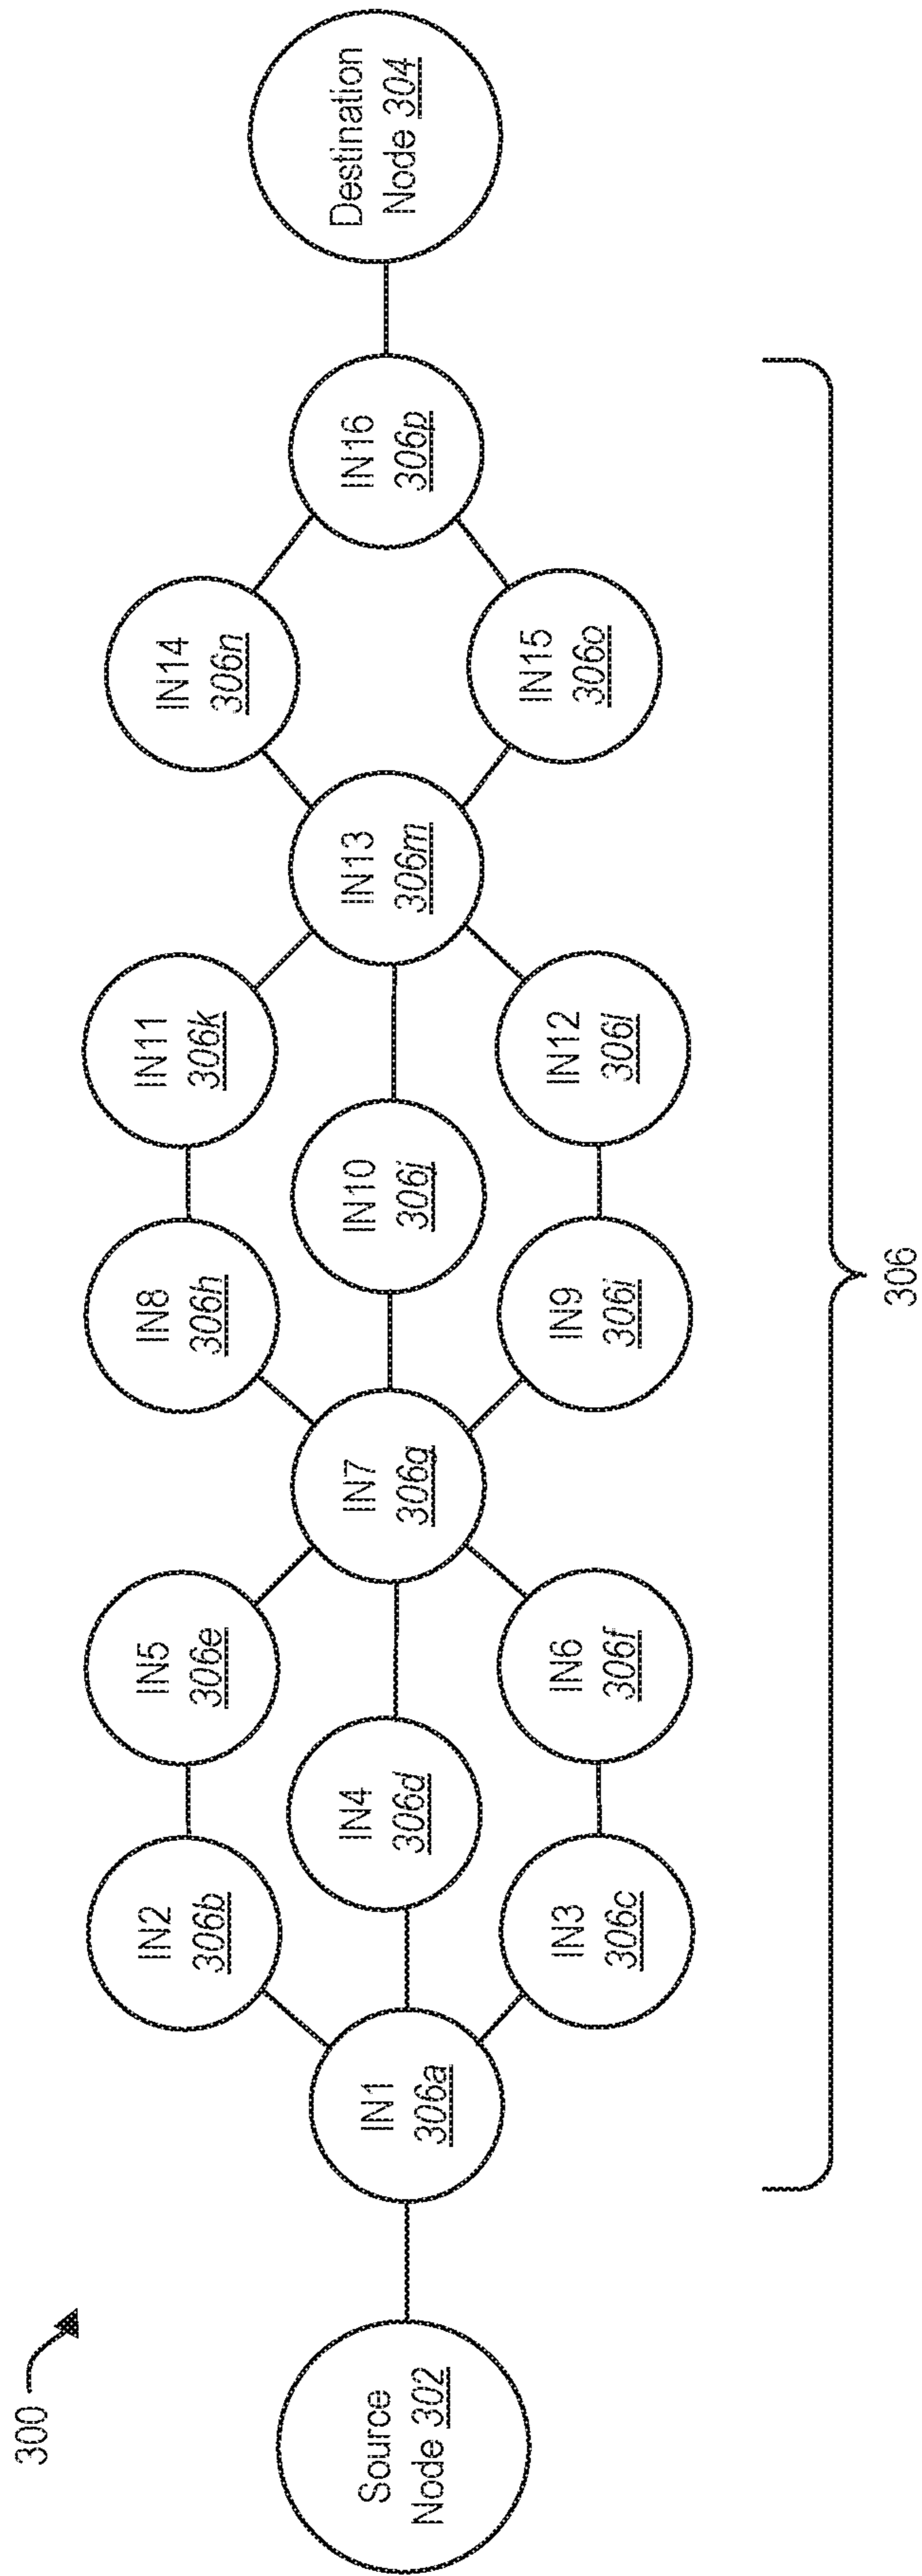 300
Source
Node 302
IN1
306a
IN2
306b
IN4
306d
IN3
306c
IN5
306e
IN6
306f
IN7
306g
IN8
306h
IN10
306j
IN9
306i
IN11
306k
IN12
306l
IN13
306m
IN14
306n
IN15
306o
IN16
306p
Destination
Node 304
306